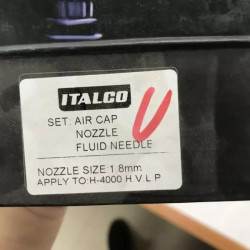 ITALCO
SET: AIR CAP
NOZZLE
FLUID NEEDLE
NOZZLE SIZE: 1.8mm
APPLY TO: H-4000 H V L P